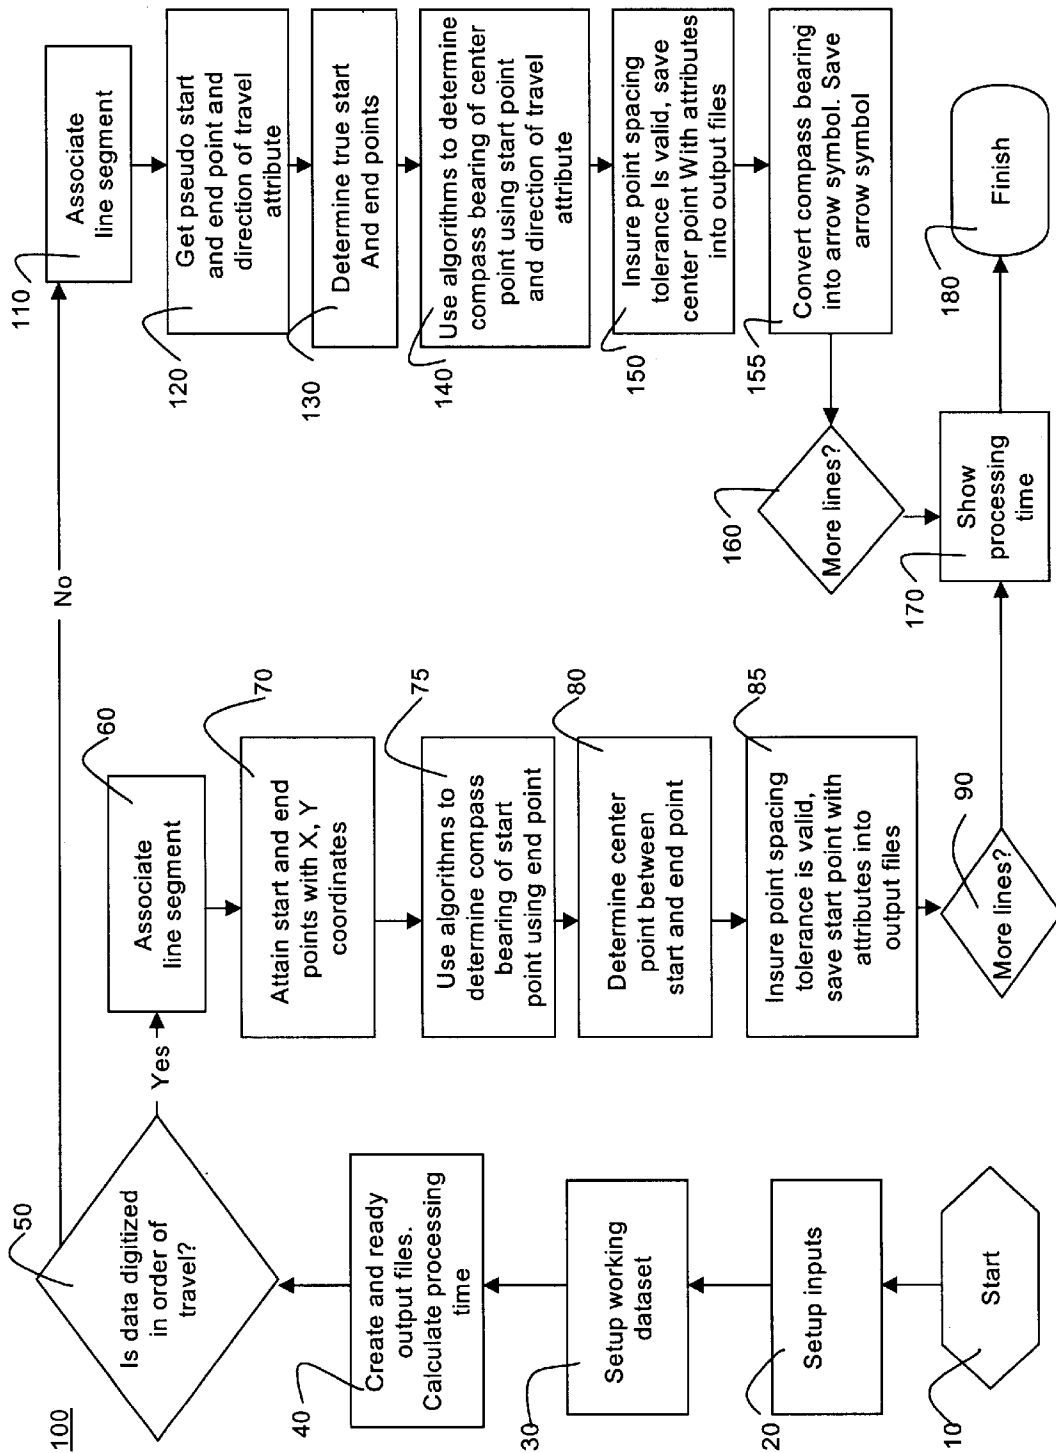 100
10
Start
20
Setup inputs
30
Setup working
dataset
40
Create and ready
output files.
Calculate processing
time
50
Is data digitized
in order of
travel?
Yes
No
60
Associate
line segment
70
Attain start and end
points with X, Y
coordinates
75
Use algorithms to
determine compass
bearing of start
point using end point
80
Determine center
point between
start and end point
85
Insure point spacing
tolerance is valid,
save start point with
attributes into
output files
90
More lines?
110
Associate
line segment
120
Get pseudo start
and end point and
direction of travel
attribute
130
Determine true start
And end points
140
Use algorithms to determine
compass bearing of center
point using start point
and direction of travel
attribute
150
Insure point spacing
tolerance Is valid, save
center point With attributes
into output files
155
Convert compass bearing
into arrow symbol. Save
arrow symbol
160
More lines?
170
Show
processing
time
180
Finish